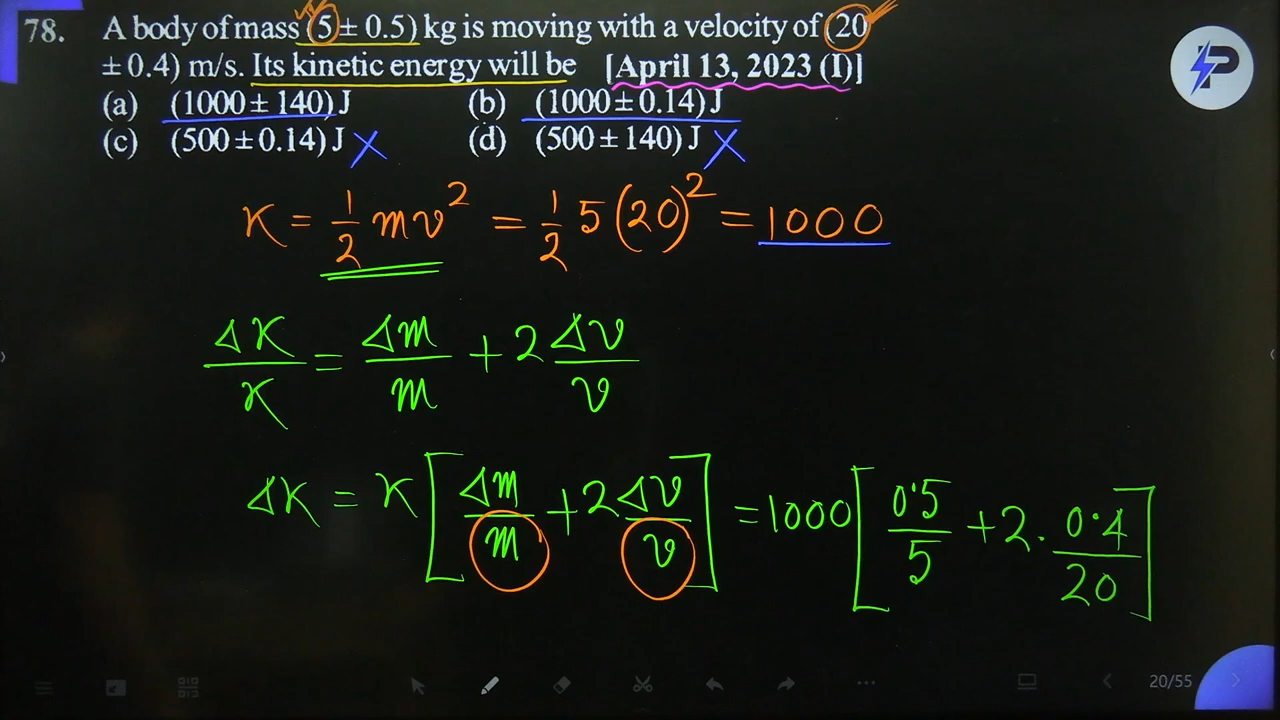 78. A body of mass (5 ± 0.5) kg is moving with a velocity of (20
± 0.4) m/s. Its kinetic energy will be [April 13, 2023 (I)]
(a) (1000 ± 140) J (b) (1000 ± 0.14) J
(c) (500 ± 0.14) J X (d) (500 ± 140) J X
K = 1/2 mv² = 1/2 5(20)² = 1000
ΔK/K = Δm/m + 2 Δv/v
ΔK = K[Δm/m + 2Δv/v] = 1000[0.5/5 + 2. 0.4/20]
20/55
P